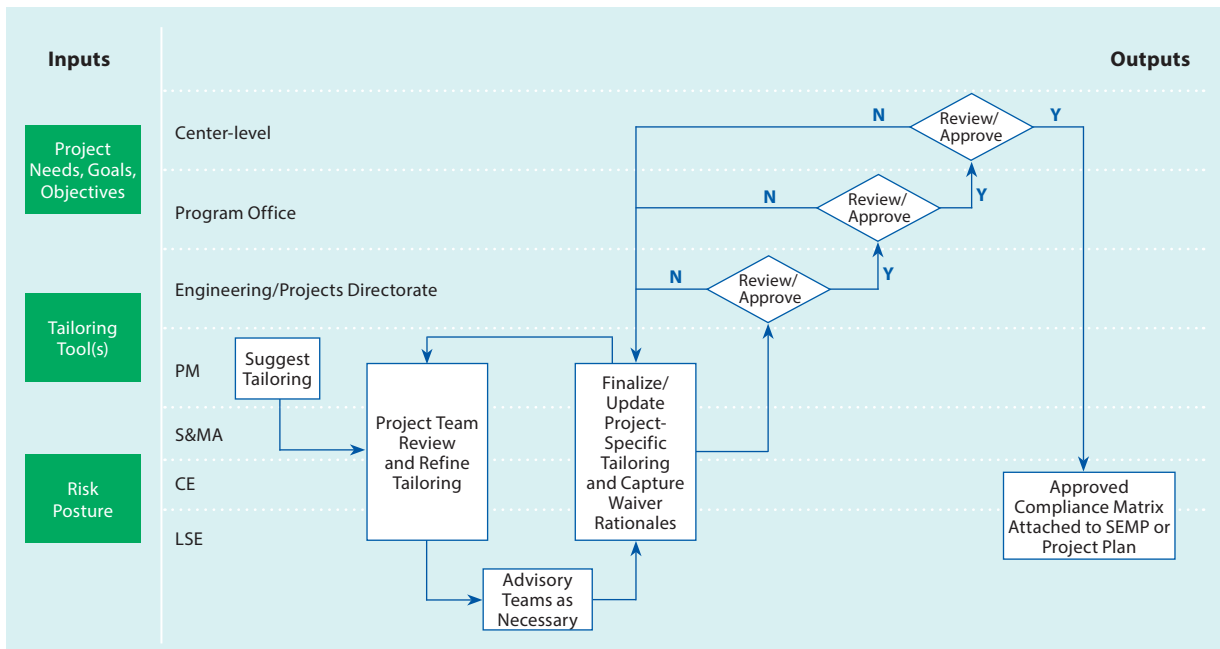 Inputs
Outputs
Project
Needs, Goals,
Objectives
Tailoring
Tool(s)
Risk
Posture
Center-level
Program Office
Engineering/Projects Directorate
PM
S&MA
CE
LSE
N
Review/
Approve
Y
N
Review/
Approve
Y
N
Review/
Approve
Y
Suggest
Tailoring
Project Team
Review
and Refine
Tailoring
Finalize/
Update
Project-
Specific
Tailoring
and Capture
Waiver
Rationales
Advisory
Teams as
Necessary
Approved
Compliance Matrix
Attached to SEMP or
Project Plan